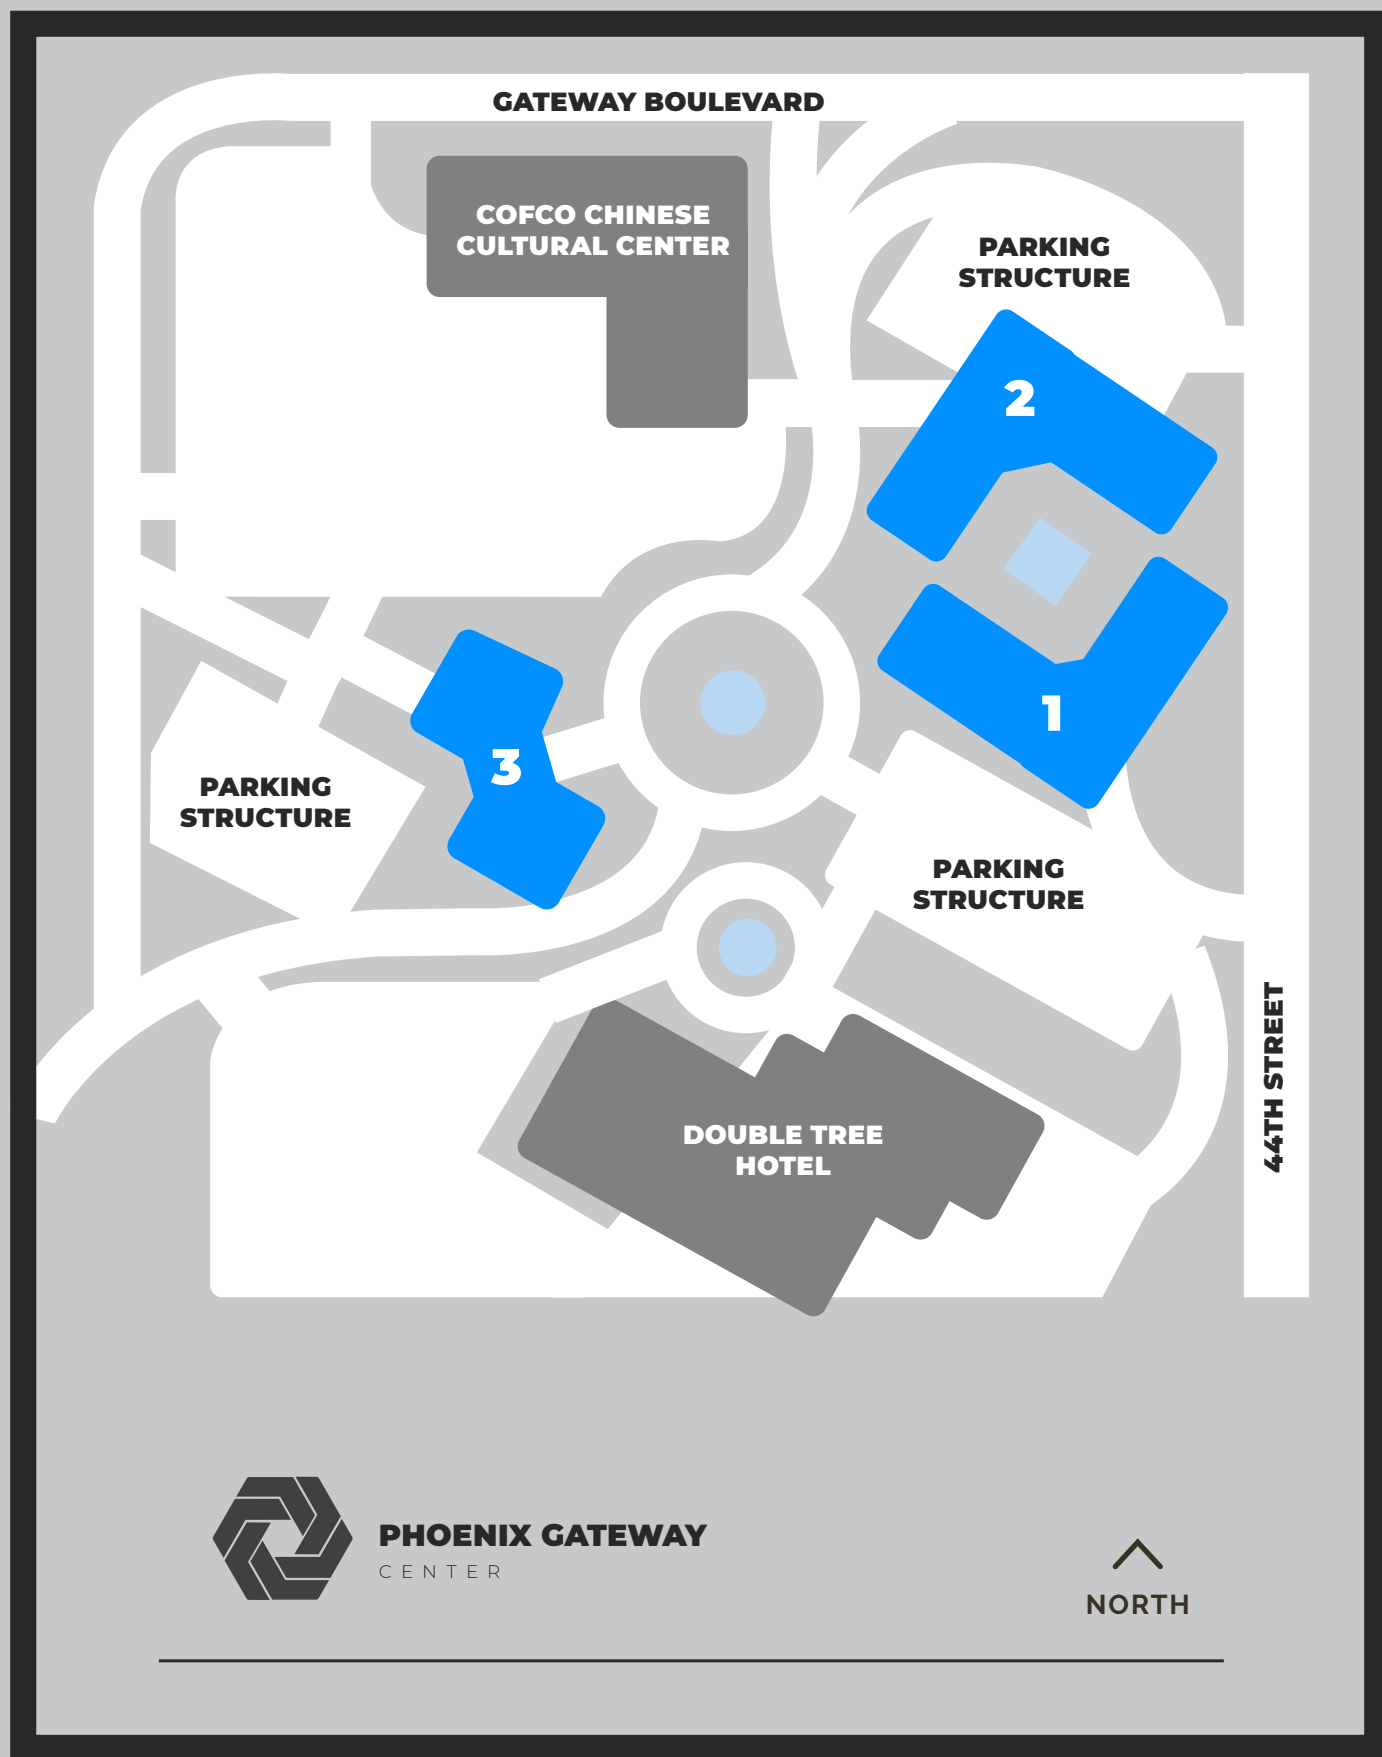 GATEWAY BOULEVARD
COFCO CHINESE
CULTURAL CENTER
PARKING
STRUCTURE
2
1
3
PARKING
STRUCTURE
PARKING
STRUCTURE
44TH STREET
DOUBLE TREE
HOTEL
PHOENIX GATEWAY
CENTER
NORTH